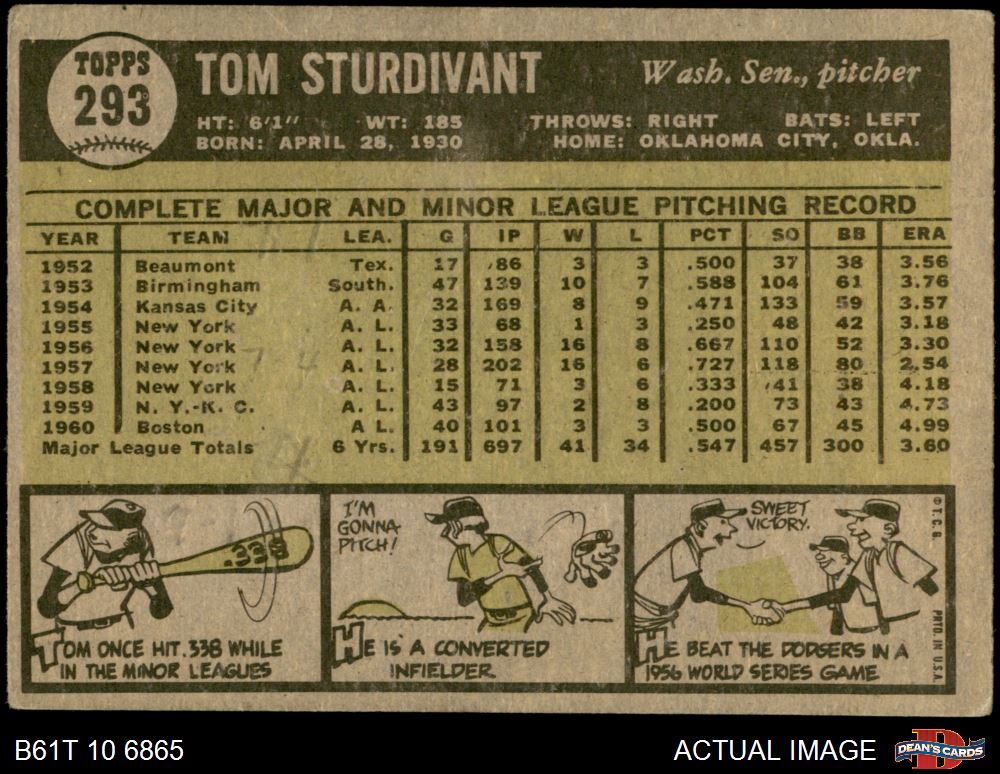 TOPPS
293
TOM STURDIVANT
Wash. Sen., pitcher
HT: 6'1" WT: 185 THROWS: RIGHT BATS: LEFT
BORN: APRIL 28, 1930 HOME: OKLAHOMA CITY, OKLA.
COMPLETE MAJOR AND MINOR LEAGUE PITCHING RECORD
YEAR TEAM LEA. G IP W L PCT SO BB ERA
1952 Beaumont Tex. 17 86 3 3 .500 37 38 3.56
1953 Birmingham South. 47 139 10 7 .588 104 61 3.76
1954 Kansas City A. A. 32 169 8 9 .471 133 59 3.57
1955 New York A. L. 33 68 1 3 .250 48 42 3.18
1956 New York A. L. 32 158 16 8 .667 110 52 3.30
1957 New York A. L. 28 202 16 6 .727 118 80 2.54
1958 New York A. L. 15 71 3 6 .333 41 38 4.18
1959 N. Y.-K. C. A. L. 43 97 2 8 .200 73 43 4.73
1960 Boston A L. 40 101 3 3 .500 67 45 4.99
Major League Totals 6 Yrs. 191 697 41 34 .547 457 300 3.60
338
TOM ONCE HIT .338 WHILE
IN THE MINOR LEAGUES
I'M
GONNA
PITCH!
HE IS A CONVERTED
INFIELDER.
SWEET
VICTORY.
HE BEAT THE DODGERS IN A
1956 WORLD SERIES GAME
© T. C. G. PRTD. IN U.S.A.
B61T 10 6865
ACTUAL IMAGE
DEAN'S CARDS